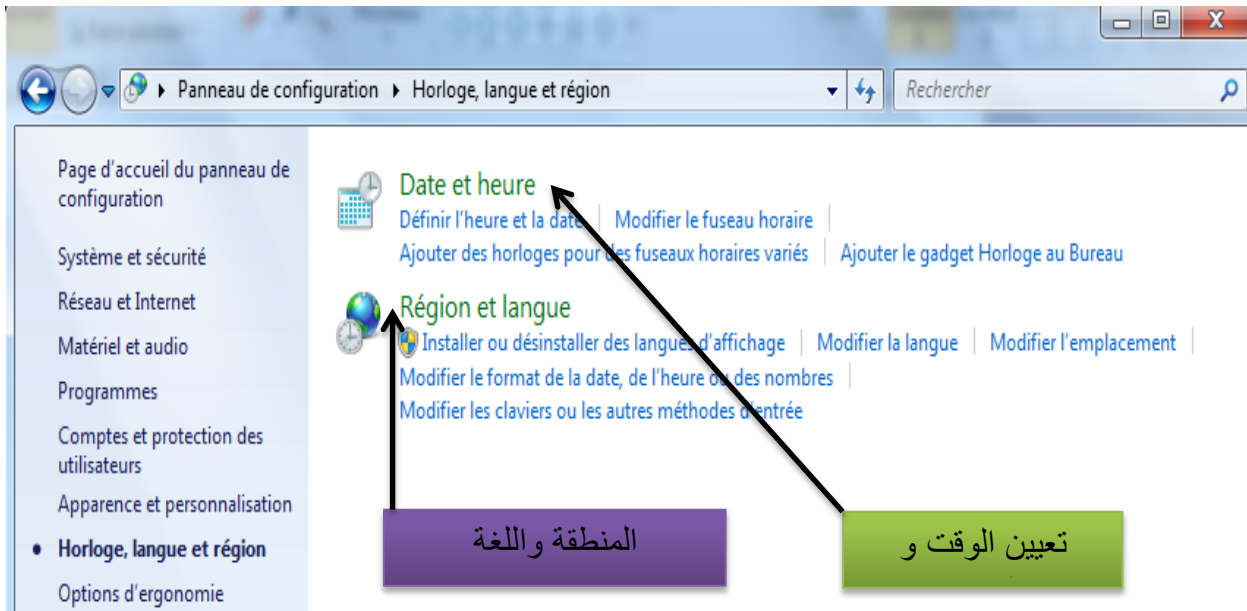 Panneau de configuration
Horloge, langue et région
Rechercher
Page d'accueil du panneau de
configuration
Système et sécurité
Réseau et Internet
Matériel et audio
Programmes
Comptes et protection des
utilisateurs
Apparence et personnalisation
Horloge, langue et région
Options d'ergonomie
Date et heure
Définir l'heure et la date
Modifier le fuseau horaire
Ajouter des horloges pour des fuseaux horaires variés
Ajouter le gadget Horloge au Bureau
Région et langue
Installer ou désinstaller des langues d'affichage
Modifier la langue
Modifier l'emplacement
Modifier le format de la date, de l'heure ou des nombres
Modifier les claviers ou les autres méthodes d'entrée
المنطقة واللغة
تعيين الوقت و